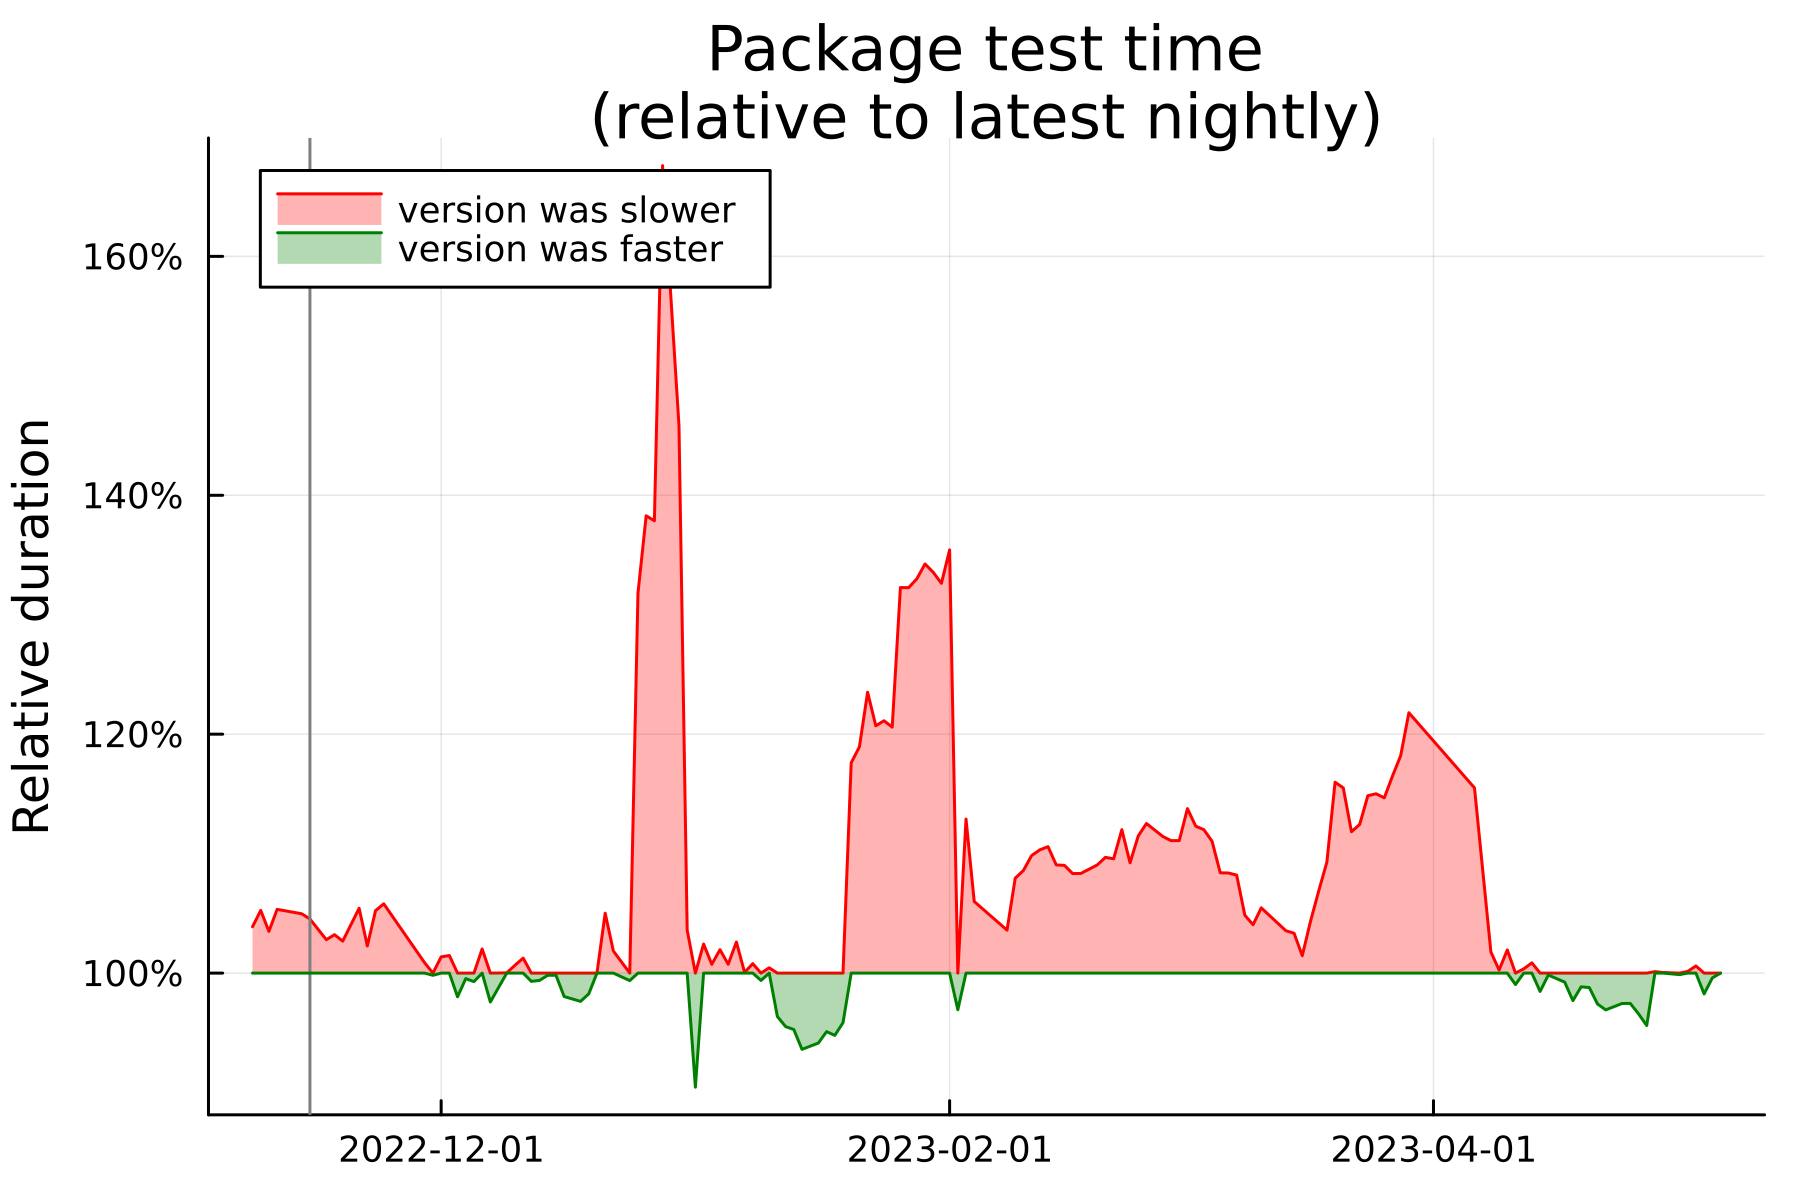 Package test time
(relative to latest nightly)
version was slower
version was faster
160%
140%
120%
100%
Relative duration
2022-12-01
2023-02-01
2023-04-01